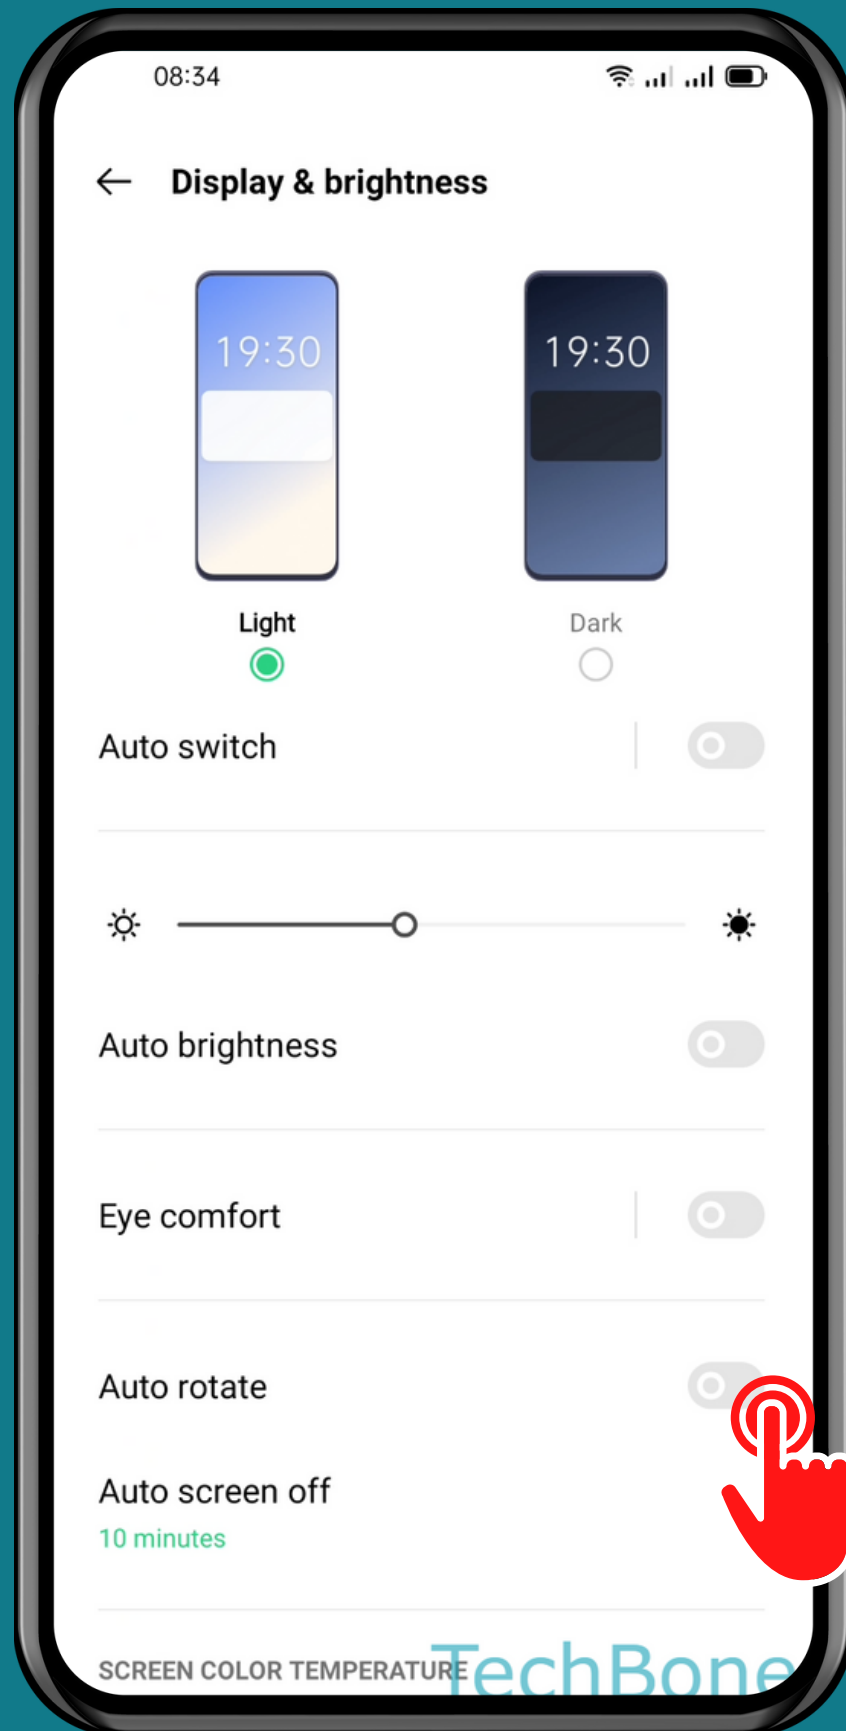 08:34
Display & brightness
19:30
19:30
Light
Dark
Auto switch
Auto brightness
Eye comfort
Auto rotate
Auto screen off
10 minutes
SCREEN COLOR TEMPERATURE
TechBone